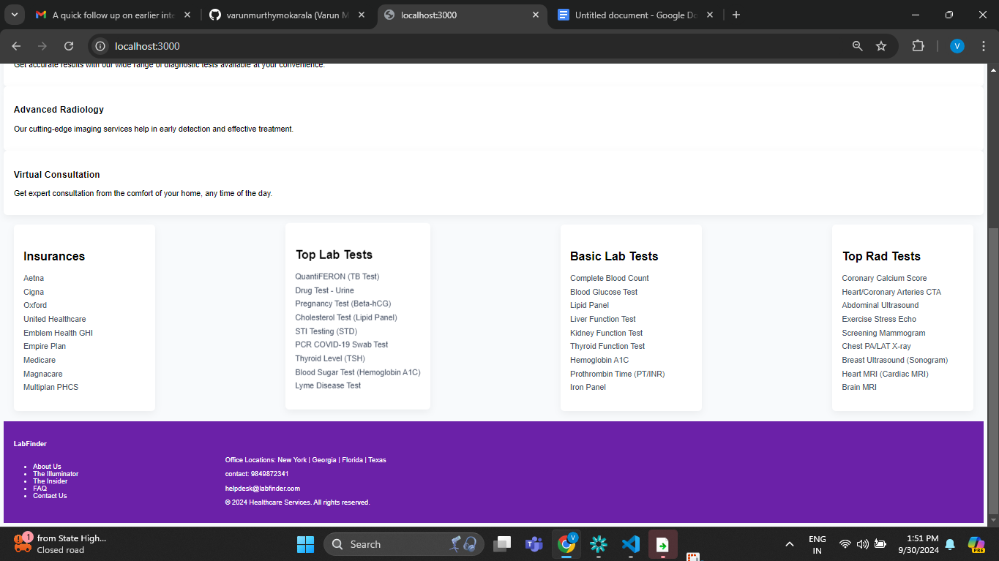 A quick follow up on earlier inte
varunmurthymokarala (Varun M
localhost:3000
Untitled document - Google Do
localhost:3000
V
Get accurate results with our wide range of diagnostic tests available at your convenience.
Advanced Radiology
Our cutting-edge imaging services help in early detection and effective treatment.
Virtual Consultation
Get expert consultation from the comfort of your home, any time of the day.
Insurances
Aetna
Cigna
Oxford
United Healthcare
Emblem Health GHI
Empire Plan
Medicare
Magnacare
Multiplan PHCS
Top Lab Tests
QuantiFERON (TB Test)
Drug Test - Urine
Pregnancy Test (Beta-hCG)
Cholesterol Test (Lipid Panel)
STI Testing (STD)
PCR COVID-19 Swab Test
Thyroid Level (TSH)
Blood Sugar Test (Hemoglobin A1C)
Lyme Disease Test
Basic Lab Tests
Complete Blood Count
Blood Glucose Test
Lipid Panel
Liver Function Test
Kidney Function Test
Thyroid Function Test
Hemoglobin A1C
Prothrombin Time (PT/INR)
Iron Panel
Top Rad Tests
Coronary Calcium Score
Heart/Coronary Arteries CTA
Abdominal Ultrasound
Exercise Stress Echo
Screening Mammogram
Chest PA/LAT X-ray
Breast Ultrasound (Sonogram)
Heart MRI (Cardiac MRI)
Brain MRI
LabFinder
About Us
The Illuminator
The Insider
FAQ
Contact Us
Office Locations: New York | Georgia | Florida | Texas
contact: 9849872341
helpdesk@labfinder.com
© 2024 Healthcare Services. All rights reserved.
1
from State High...
Closed road
Search
V
ENG
IN
1:51 PM
9/30/2024
PRE